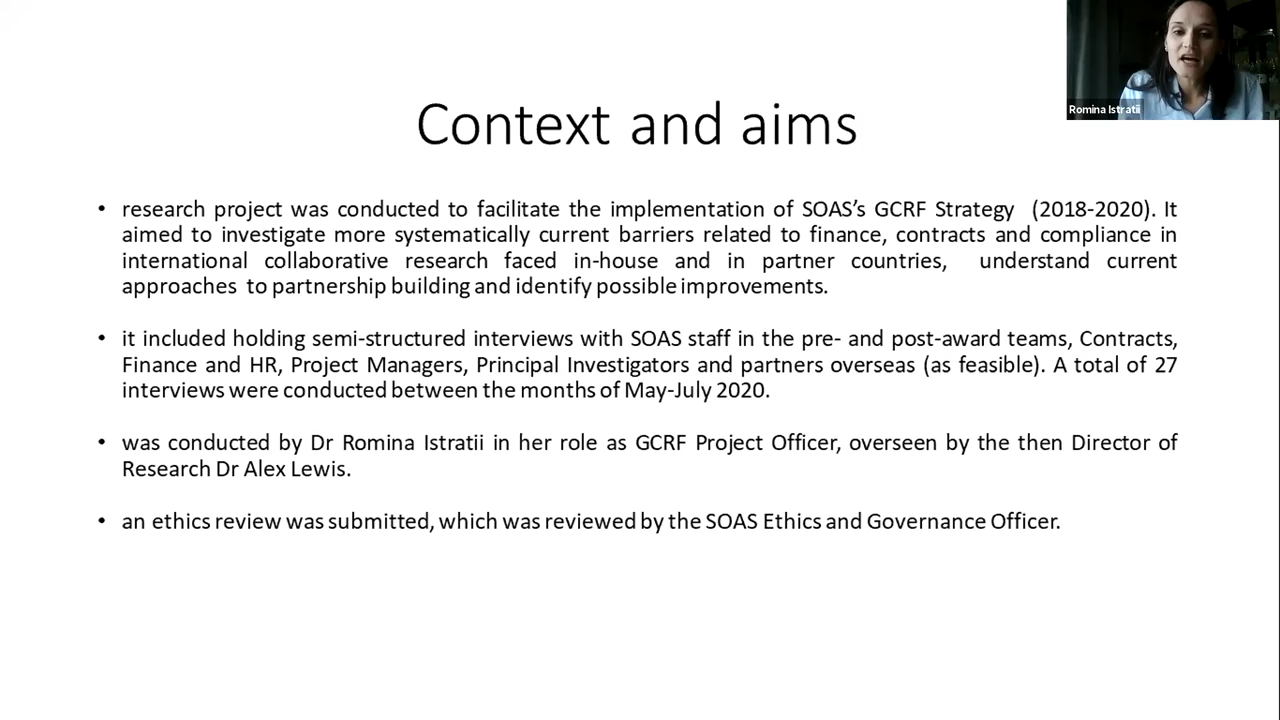 Romina Istratii
Context and aims
• research project was conducted to facilitate the implementation of SOAS’s GCRF Strategy (2018-2020). It
aimed to investigate more systematically current barriers related to finance, contracts and compliance in
international collaborative research faced in-house and in partner countries, understand current
approaches to partnership building and identify possible improvements.
• it included holding semi-structured interviews with SOAS staff in the pre- and post-award teams, Contracts,
Finance and HR, Project Managers, Principal Investigators and partners overseas (as feasible). A total of 27
interviews were conducted between the months of May-July 2020.
• was conducted by Dr Romina Istratii in her role as GCRF Project Officer, overseen by the then Director of
Research Dr Alex Lewis.
• an ethics review was submitted, which was reviewed by the SOAS Ethics and Governance Officer.